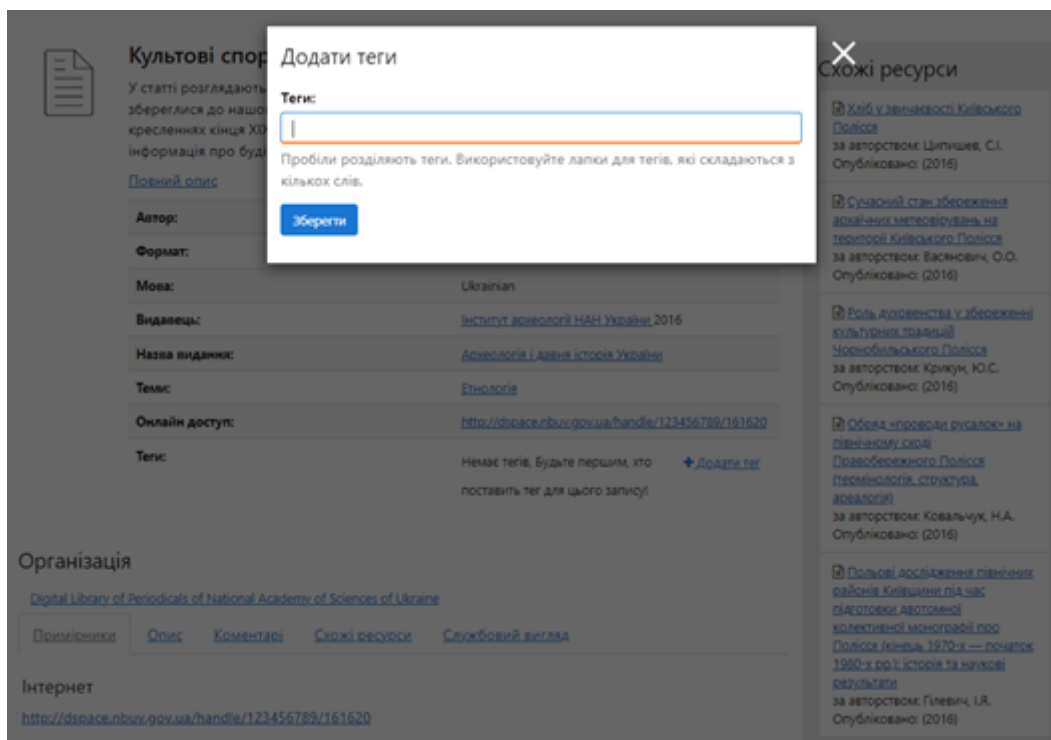 Культові спор
У статті розглядають
збереглися до нашо
кресленнях кінця XIX
інформація про буді
Повний опис
Додати теги
Теги:
Пробіли розділяють теги. Використовуйте лапки для тегів, які складаються з
кількох слів.
Зберегти
Автор:
Формат:
Мова: Ukrainian
Видавець: Інститут археології НАН України 2016
Назва видання: Археологія і давня історія України
Теми: Етнологія
Онлайн доступ: http://dspace.nbuv.gov.ua/handle/123456789/161620
Теги: Немає тегів, Будьте першим, хто
поставить тег для цього запису!
Додати тег
Організація
Digital Library of Periodicals of National Academy of Sciences of Ukraine
Примірники Опис Коментарі Схожі ресурси Службовий вигляд
Інтернет
http://dspace.nbuv.gov.ua/handle/123456789/161620
Схожі ресурси
Хліб у звичаєвості Київського
Полісся
за авторством: Ципишев, С.І.
Опубліковано: (2016)
Сучасний стан збереження
архаїчних метеовірувань на
території Київського Полісся
за авторством: Васянович, О.О.
Опубліковано: (2016)
Роль духовенства у збереженні
культурних традицій
Чорнобильського Полісся
за авторством: Крикун, Ю.С.
Опубліковано: (2016)
Обряд «проводи русалок» на
північному сході
Правобережного Полісся
(термінологія, структура,
ареалогія)
за авторством: Ковальчук, Н.А.
Опубліковано: (2016)
Польові дослідження північних
районів Київщини під час
підготовки двотомної
колективної монографії про
Полісся (кінець 1970-х — початок
1980-х рр.): історія та наукові
результати
за авторством: Гілевич, І.Я.
Опубліковано: (2016)